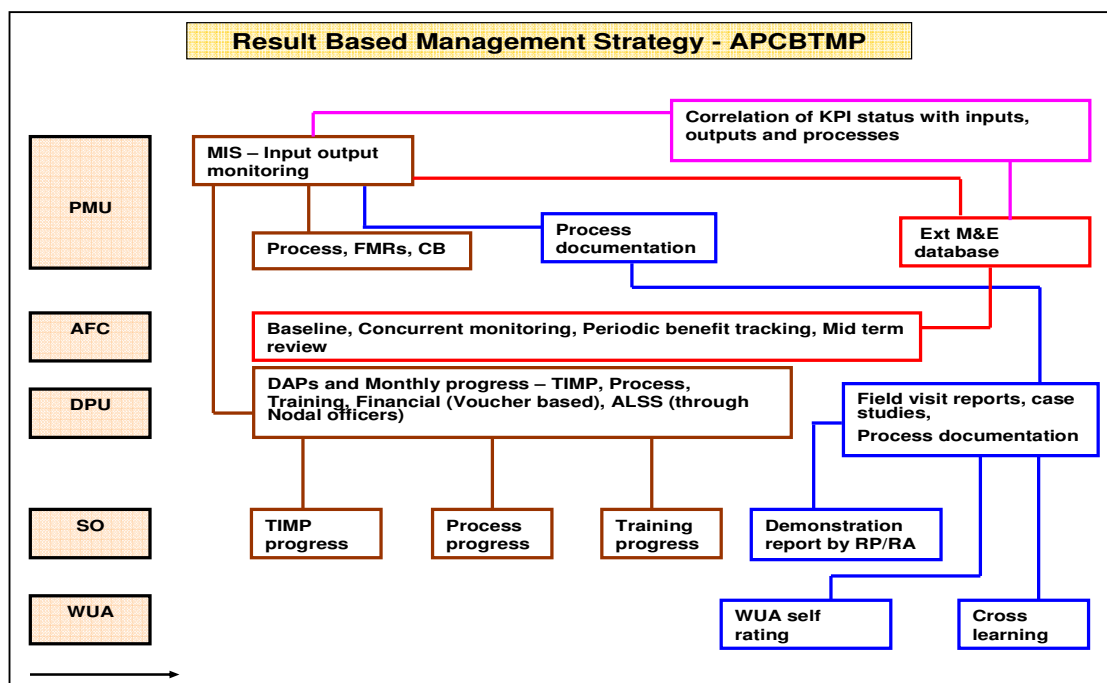 Result Based Management Strategy - APCBTMP
Correlation of KPI status with inputs,
outputs and processes
MIS – Input output
monitoring
PMU
Process, FMRs, CB
Process
documentation
Ext M&E
database
AFC
Baseline, Concurrent monitoring, Periodic benefit tracking, Mid term
review
DPU
DAPs and Monthly progress – TIMP, Process,
Training, Financial (Voucher based), ALSS (through
Nodal officers)
Field visit reports, case
studies,
Process documentation
SO
TIMP
progress
Process
progress
Training
progress
Demonstration
report by RP/RA
WUA
WUA self
rating
Cross
learning